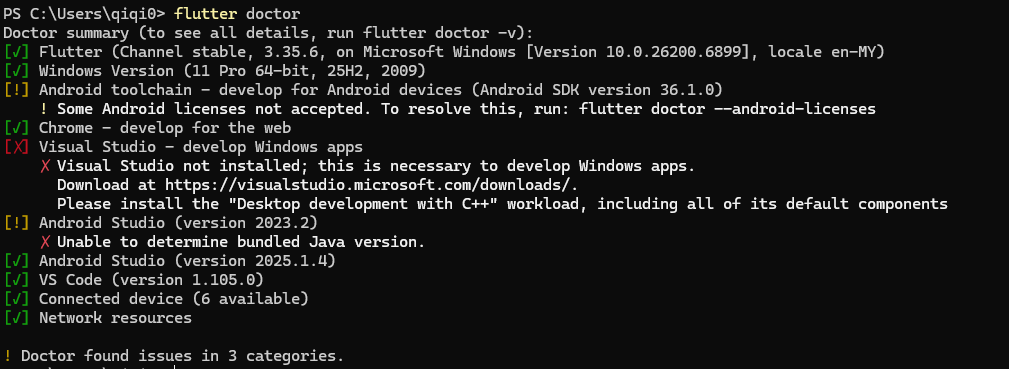 PS C:\Users\qiqi0> flutter doctor
Doctor summary (to see all details, run flutter doctor -v):
[√] Flutter (Channel stable, 3.35.6, on Microsoft Windows [Version 10.0.26200.6899], locale en-MY)
[√] Windows Version (11 Pro 64-bit, 25H2, 2009)
[!] Android toolchain - develop for Android devices (Android SDK version 36.1.0)
! Some Android licenses not accepted. To resolve this, run: flutter doctor --android-licenses
[√] Chrome - develop for the web
[X] Visual Studio - develop Windows apps
X Visual Studio not installed; this is necessary to develop Windows apps.
Download at https://visualstudio.microsoft.com/downloads/.
Please install the "Desktop development with C++" workload, including all of its default components
[!] Android Studio (version 2023.2)
X Unable to determine bundled Java version.
[√] Android Studio (version 2025.1.4)
[√] VS Code (version 1.105.0)
[√] Connected device (6 available)
[√] Network resources
! Doctor found issues in 3 categories.